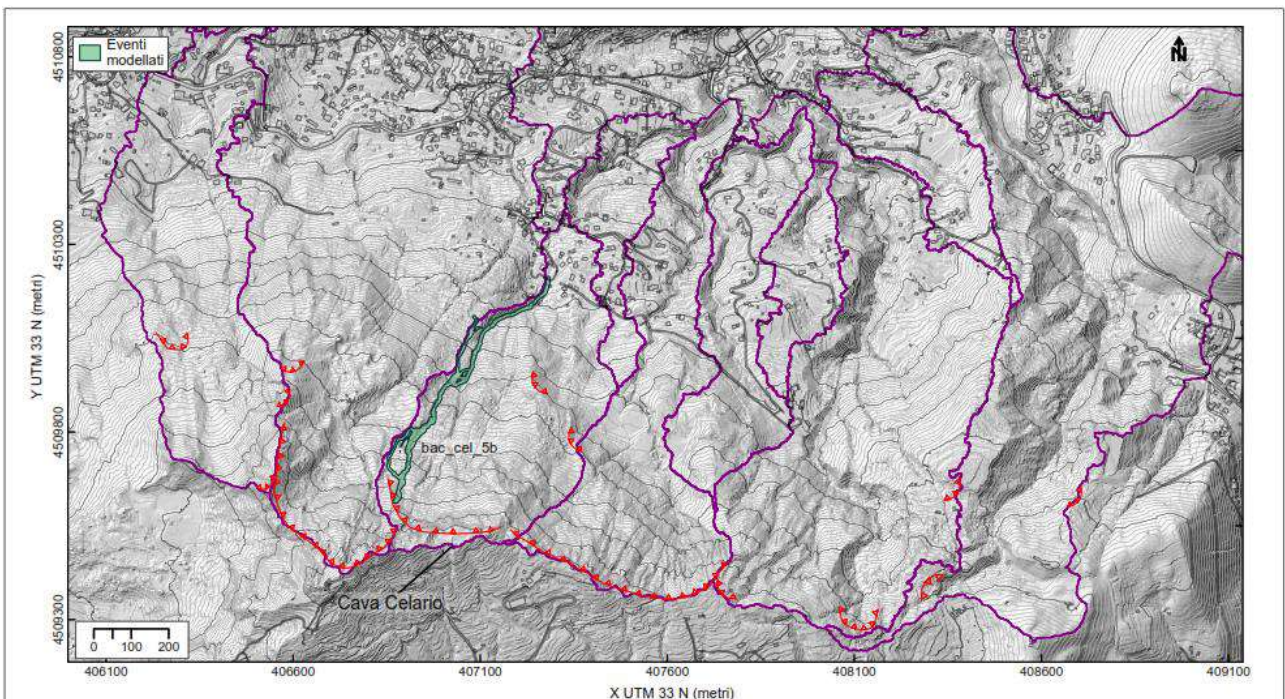 Eventi
modellati
N
4510800
4510300
4509800
4509300
Y UTM 33 N (metri)
bac_cel_5b
Cava Celario
0 100 200
406100 406600 407100 407600 408100 408600 409100
X UTM 33 N (metri)